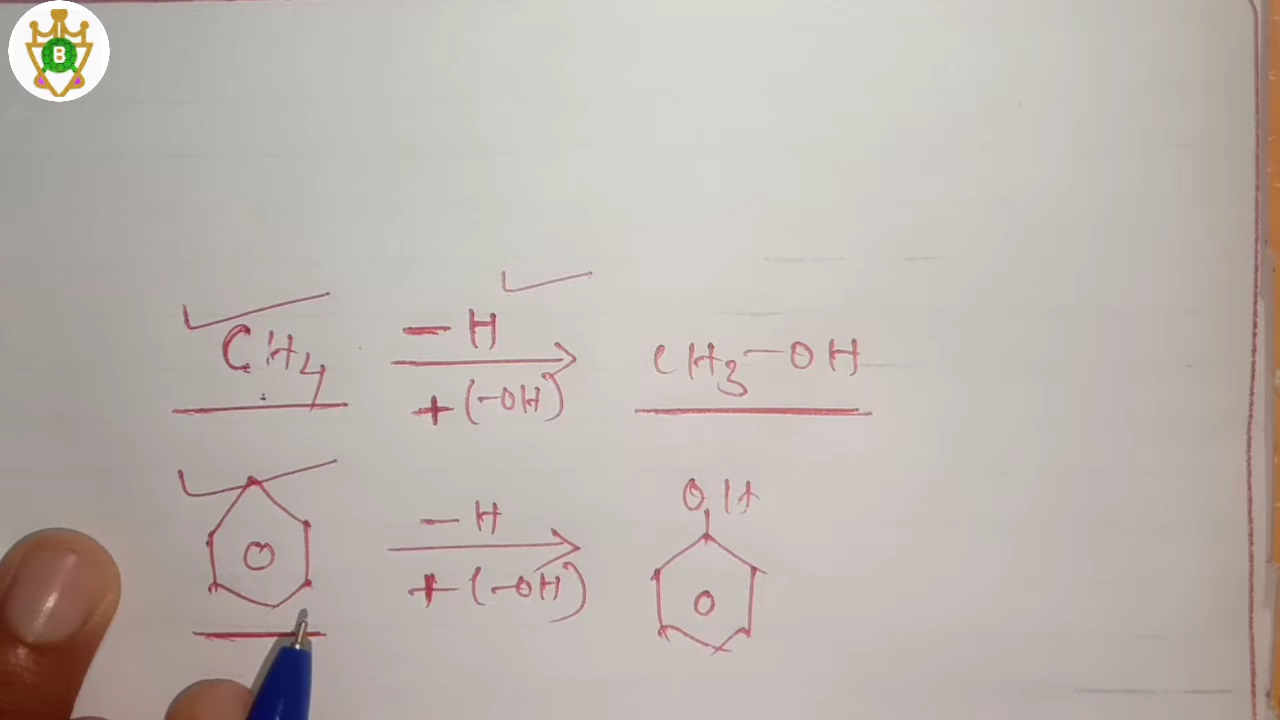 B
CH4 — H CH3—OH
+ (-OH)
— H OH
+ (-OH)